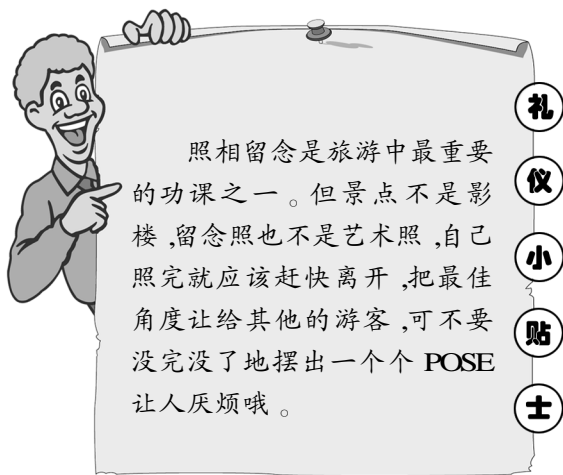 照相留念是旅游中最重要
的功课之一。但景点不是影
楼,留念照也不是艺术照,自己
照完就应该赶快离开,把最佳
角度让给其他的游客,可不要
没完没了地摆出一个个 POSE
让人厌烦哦。
礼
仪
小
贴
士